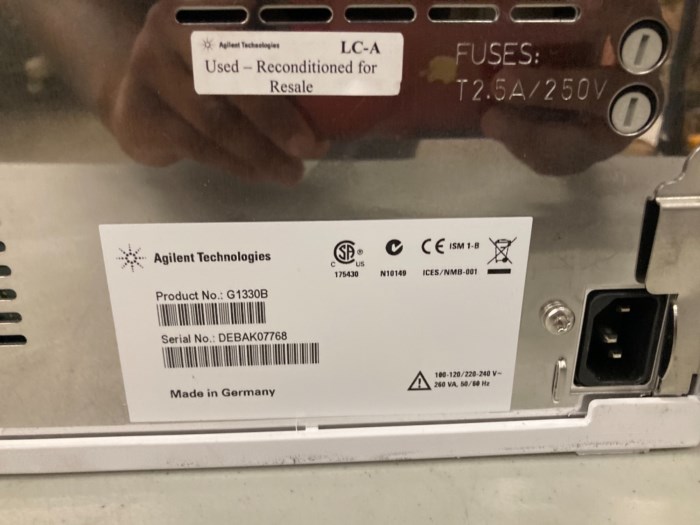 Agilent Technologies
LC-A
Used – Reconditioned for
Resale
FUSES:
T2.5A/250V
Agilent Technologies
SA ®
C US
175430
N10149
CE ISM 1-B
ICES/NMB-001
Product No.: G1330B
Serial No.: DEBAK07768
Made in Germany
100-120/220-240 V~
260 VA, 50/60 Hz